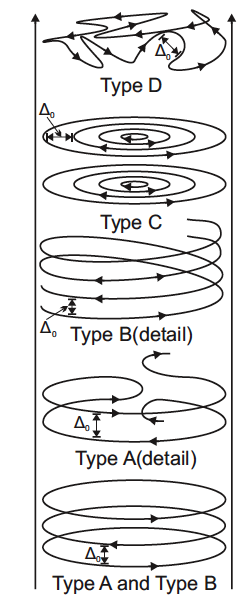 Δ₀
Type D
Δ₀
Type C
Δ₀
Type B(detail)
Δ₀
Type A(detail)
Δ₀
Type A and Type B